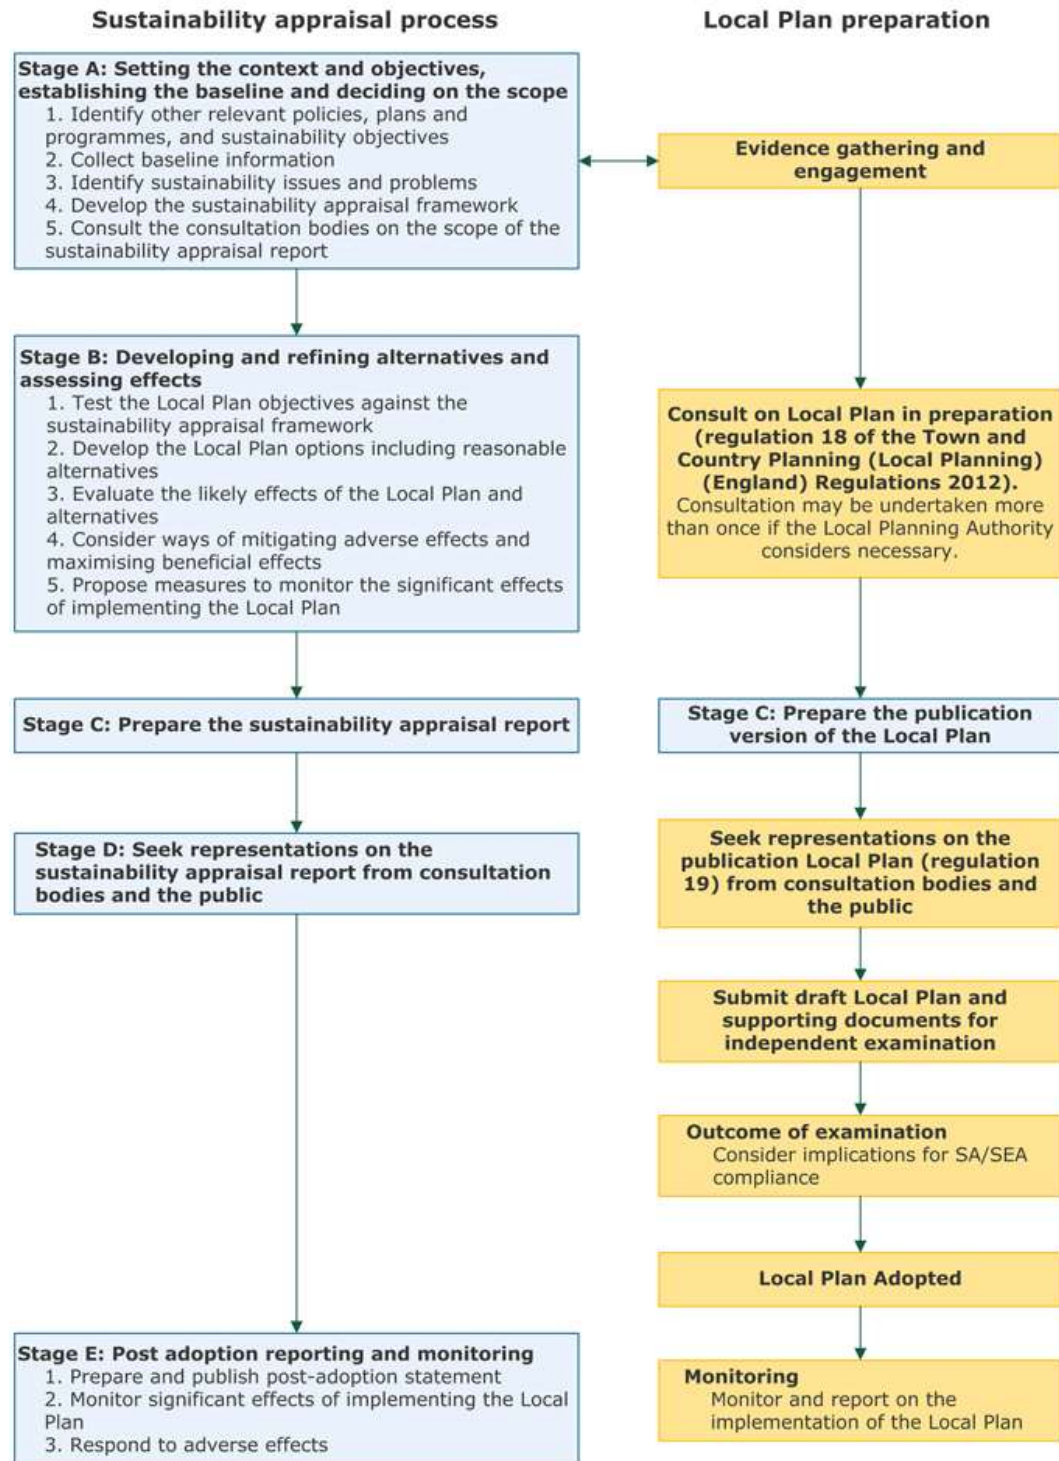 Sustainability appraisal process
Stage A: Setting the context and objectives,
establishing the baseline and deciding on the scope
1. Identify other relevant policies, plans and
programmes, and sustainability objectives
2. Collect baseline information
3. Identify sustainability issues and problems
4. Develop the sustainability appraisal framework
5. Consult the consultation bodies on the scope of the
sustainability appraisal report
Stage B: Developing and refining alternatives and
assessing effects
1. Test the Local Plan objectives against the
sustainability appraisal framework
2. Develop the Local Plan options including reasonable
alternatives
3. Evaluate the likely effects of the Local Plan and
alternatives
4. Consider ways of mitigating adverse effects and
maximising beneficial effects
5. Propose measures to monitor the significant effects
of implementing the Local Plan
Stage C: Prepare the sustainability appraisal report
Stage D: Seek representations on the
sustainability appraisal report from consultation
bodies and the public
Stage E: Post adoption reporting and monitoring
1. Prepare and publish post-adoption statement
2. Monitor significant effects of implementing the Local
Plan
3. Respond to adverse effects
Local Plan preparation
Evidence gathering and
engagement
Consult on Local Plan in preparation
(regulation 18 of the Town and
Country Planning (Local Planning)
(England) Regulations 2012).
Consultation may be undertaken more
than once if the Local Planning Authority
considers necessary.
Stage C: Prepare the publication
version of the Local Plan
Seek representations on the
publication Local Plan (regulation
19) from consultation bodies and
the public
Submit draft Local Plan and
supporting documents for
independent examination
Outcome of examination
Consider implications for SA/SEA
compliance
Local Plan Adopted
Monitoring
Monitor and report on the
implementation of the Local Plan